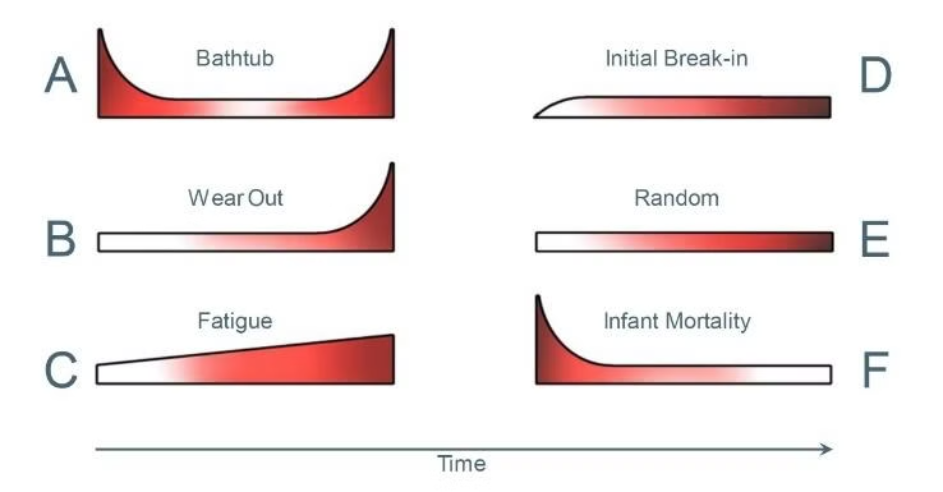 A
Bathtub
Initial Break-in
D
B
Wear Out
Random
E
C
Fatigue
Infant Mortality
F
Time